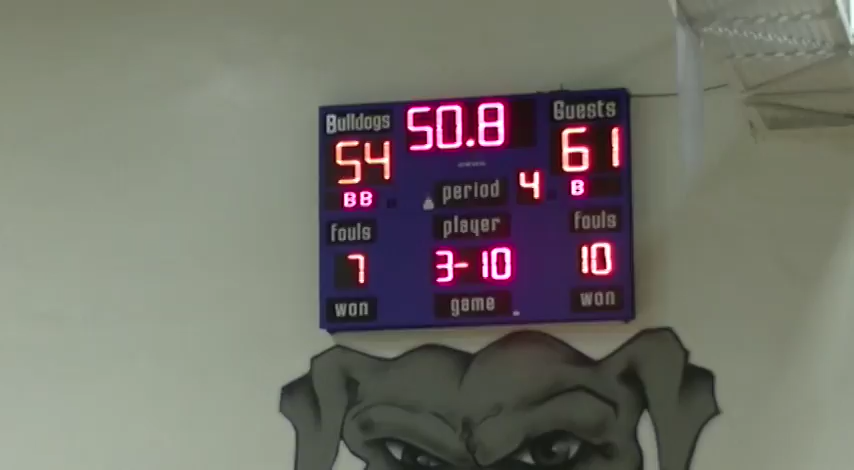 Bulldogs 50.8 Guests
54 61
period 4
BB B
fouls player fouls
7 3-10 10
won game won